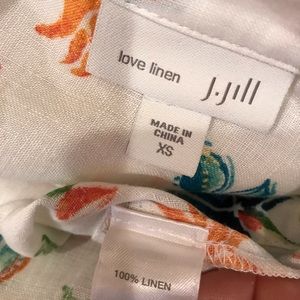 love linen J.Jill
MADE IN
CHINA
XS
100% LINEN